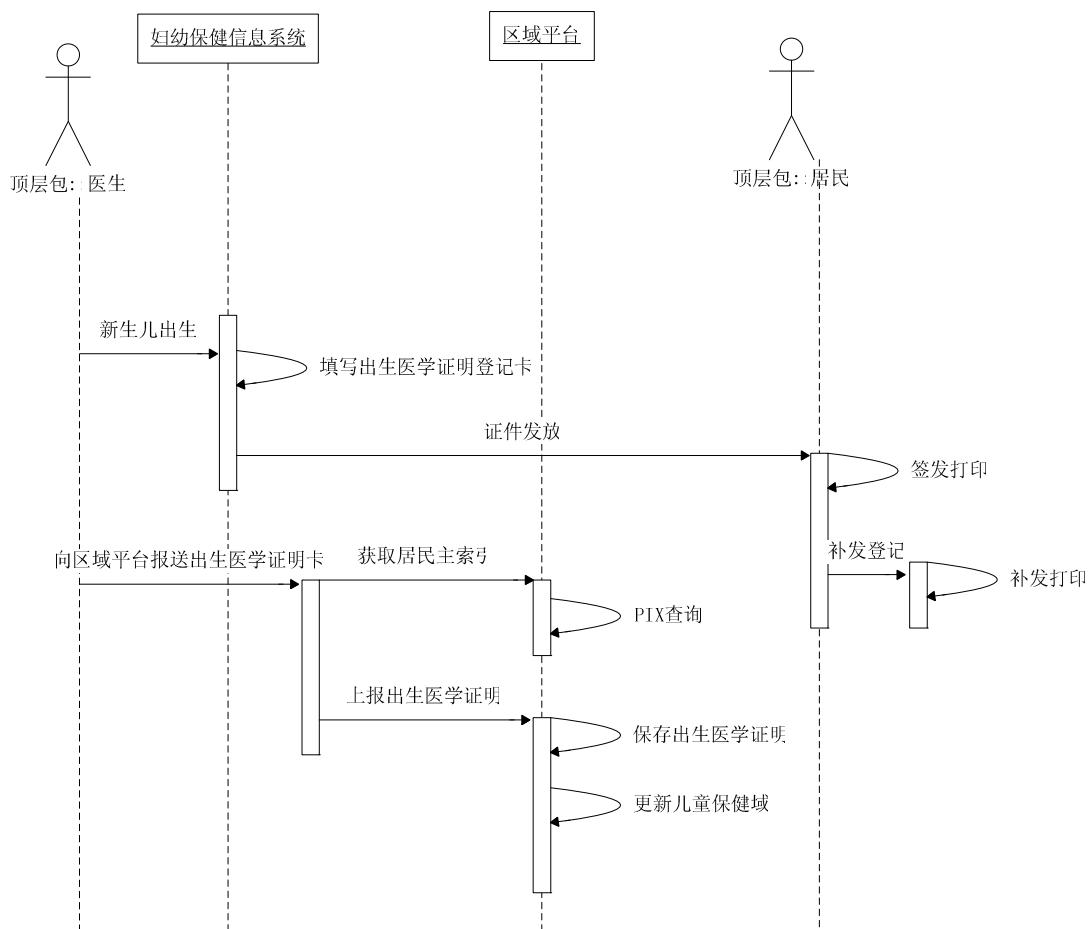 妇幼保健信息系统
区域平台
顶层包::医生
顶层包::居民
新生儿出生
填写出生医学证明登记卡
证件发放
签发打印
向区域平台报送出生医学证明卡
获取居民主索引
补发登记
补发打印
PIX查询
上报出生医学证明
保存出生医学证明
更新儿童保健域